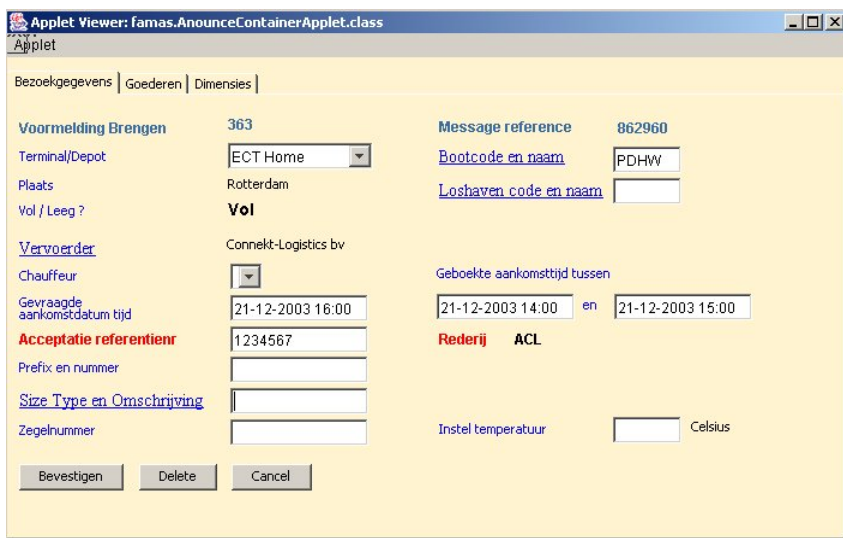 Applet Viewer: famas.AnounceContainerApplet.class
Applet
Bezoekgegevens Goederen Dimensies
Voormelding Brengen 363 Message reference 862960
Terminal/Depot ECT Home Bootcode en naam PDHW
Plaats Rotterdam Loshaven code en naam
Vol / Leeg ? Vol
Vervoerder Connekt-Logistics bv
Chauffeur Geboekte aankomsttijd tussen
Gevraagde
aankomstdatum tijd 21-12-2003 16:00 21-12-2003 14:00 en 21-12-2003 15:00
Acceptatie referentienr 1234567 Rederij ACL
Prefix en nummer
Size Type en Omschrijving
Zegelnummer Instel temperatuur Celsius
Bevestigen Delete Cancel